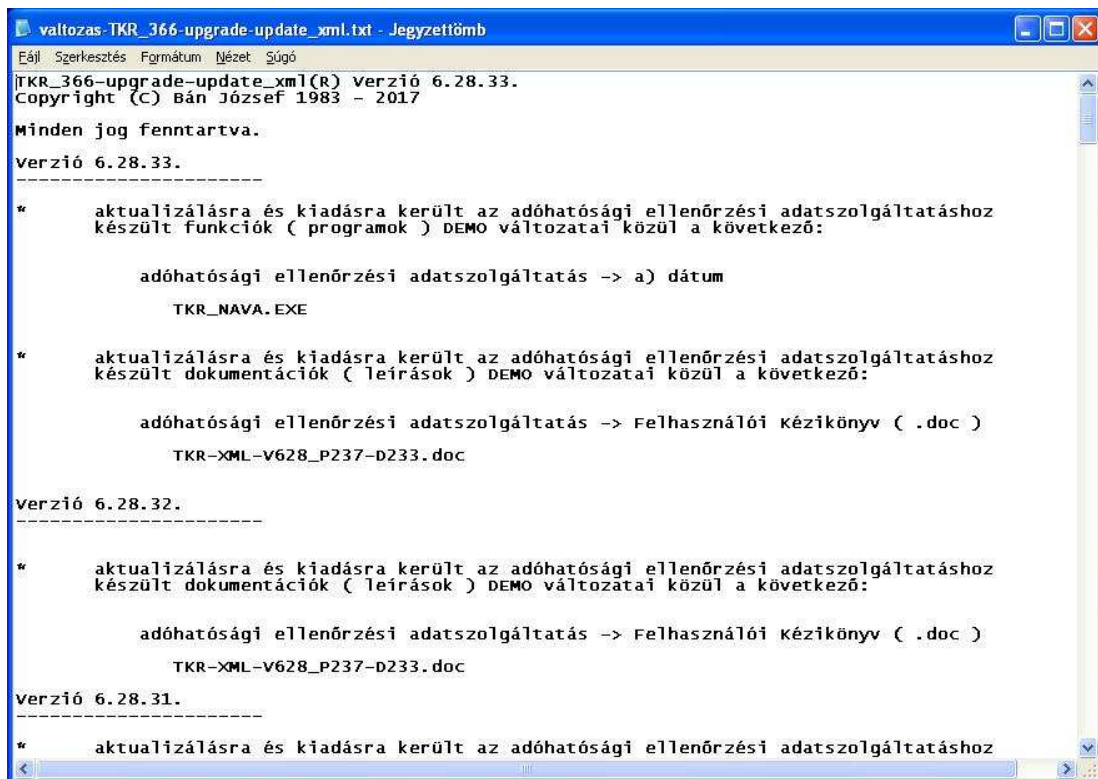 valtozas-TKR_366-upgrade-update_xml.txt - Jegyzettömb
Fájl Szerkesztés Formátum Nézet Súgó
TKR_366-upgrade-update_xml(R) Verzió 6.28.33.
Copyright (C) Bán József 1983 - 2017
Minden jog fenntartva.
Verzió 6.28.33.
-----------------------
* aktualizálásra és kiadásra került az adóhatósági ellenőrzési adatszolgáltatáshoz
készült funkciók ( programok ) DEMO változatai közül a következő:
adóhatósági ellenőrzési adatszolgáltatás -> a) dátum
TKR_NAVA.EXE
* aktualizálásra és kiadásra került az adóhatósági ellenőrzési adatszolgáltatáshoz
készült dokumentációk ( leírások ) DEMO változatai közül a következő:
adóhatósági ellenőrzési adatszolgáltatás -> Felhasználói Kézikönyv ( .doc )
TKR-XML-V628_P237-D233.doc
Verzió 6.28.32.
-----------------------
* aktualizálásra és kiadásra került az adóhatósági ellenőrzési adatszolgáltatáshoz
készült dokumentációk ( leírások ) DEMO változatai közül a következő:
adóhatósági ellenőrzési adatszolgáltatás -> Felhasználói Kézikönyv ( .doc )
TKR-XML-V628_P237-D233.doc
Verzió 6.28.31.
-----------------------
* aktualizálásra és kiadásra került az adóhatósági ellenőrzési adatszolgáltatáshoz